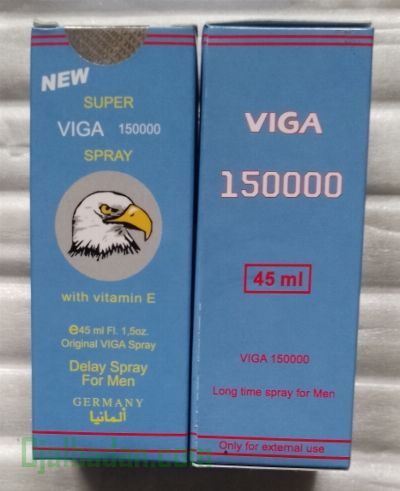 NEW
SUPER
VIGA 150000
SPRAY
with vitamin E
℮45 ml Fl. 1,5oz.
Original VIGA Spray
Delay Spray
For Men
GERMANY
ألمانيا
VIGA
150000
45 ml
VIGA 150000
Long time spray for Men
Only for external use